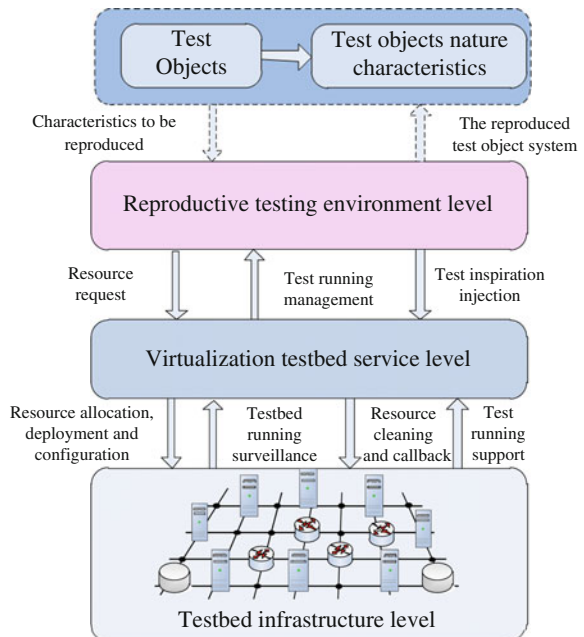 Test
Objects
Test objects nature
characteristics
Characteristics to be
reproduced
The reproduced
test object system
Reproductive testing environment level
Resource
request
Test running
management
Test inspiration
injection
Virtualization testbed service level
Resource allocation,
deployment and
configuration
Testbed
running
surveillance
Resource
cleaning
and callback
Test
running
support
Testbed infrastructure level